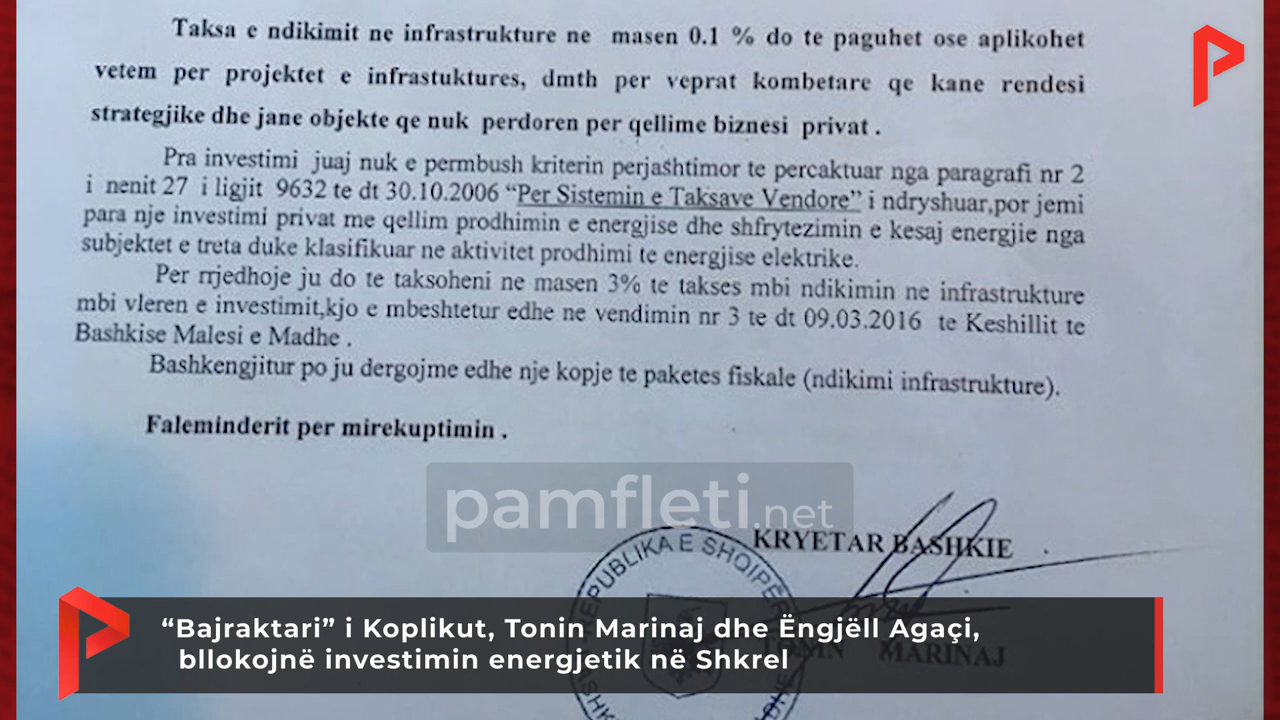 Taksa e ndikimit ne infrastrukture ne masen 0.1 % do te paguhet ose aplikohet
vetem per projektet e infrastuktures, dmth per veprat kombetare qe kane rendesi
strategjike dhe jane objekte qe nuk perdoren per qellime biznesi privat .
Pra investimi juaj nuk e permbush kriterin perjashtimor te percaktuar nga paragrafi nr 2
i nenit 27 i ligjit 9632 te dt 30.10.2006 “Per Sistemin e Taksave Vendore” i ndryshuar,por jemi
para nje investimi privat me qellim prodhimin e energjise dhe shfrytezimin e kesaj energjie nga
subjektet e treta duke klasifikuar ne aktivitet prodhimi te energjise elektrike.
Per rrjedhoje ju do te taksoheni ne masen 3% te takses mbi ndikimin ne infrastrukture
mbi vleren e investimit,kjo e mbeshtetur edhe ne vendimin nr 3 te dt 09.03.2016 te Keshillit te
Bashkise Malesi e Madhe .
Bashkengjitur po ju dergojme edhe nje kopje te paketes fiskale (ndikimi infrastrukture).
Faleminderit per mirekuptimin .
pamfleti.net
KRYETAR BASHKIE
REPUBLIKA E SHQIPËR
TONIN MARINAJ
“Bajraktari” i Koplikut, Tonin Marinaj dhe Ëngjëll Agaçi,
bllokojnë investimin energjetik në Shkrel